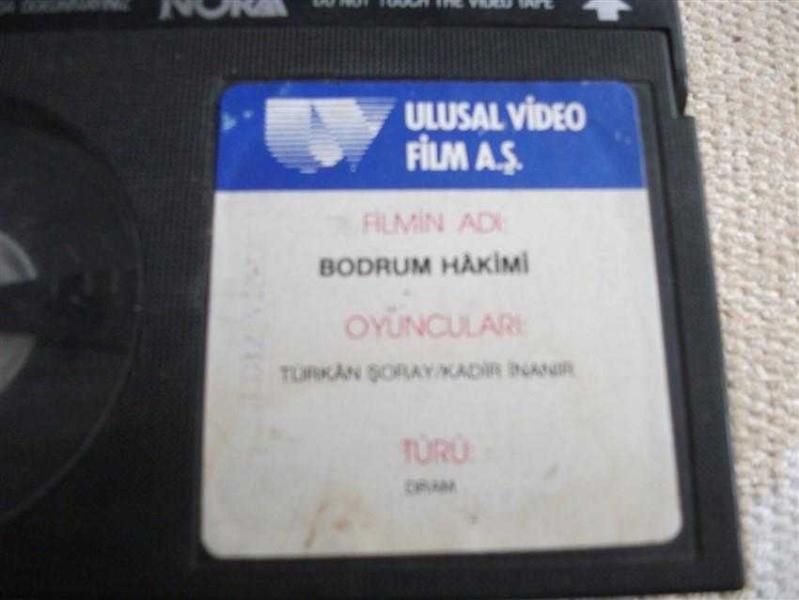 NORA
DO NOT TOUCH THE VIDEO TAPE
ULUSAL VİDEO
FİLM A.Ş.
FİLMİN ADI:
BODRUM HÂKİMİ
OYUNCULARI:
TÜRKÂN ŞORAY/KADİR İNANIR
TÜRÜ:
DRAM